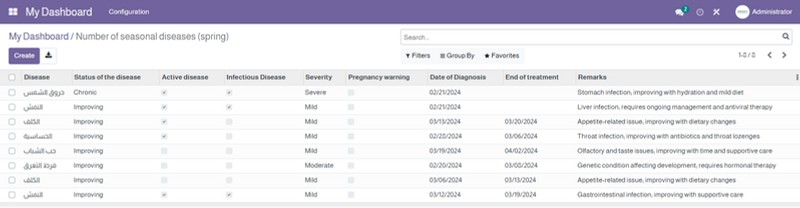 My Dashboard Configuration 2 Administrator
My Dashboard / Number of seasonal diseases (spring) Search...
Create Filters Group By Favorites 1-8 / 8
Disease Status of the disease Active disease Infectious Disease Severity Pregnancy warning Date of Diagnosis End of treatment Remarks
حروق الشمس Chronic Severe 02/21/2024 Stomach infection, improving with hydration and mild diet
النمش Improving Mild 02/21/2024 Liver infection, requires ongoing management and antiviral therapy
الكلف Improving Mild 03/13/2024 03/20/2024 Appetite-related issue, improving with dietary changes
الحساسية Improving Mild 02/28/2024 03/06/2024 Throat infection, improving with antibiotics and throat lozenges
حب الشباب Improving Mild 03/19/2024 04/02/2024 Olfactory and taste issues, improving with time and supportive care
فرط التعرق Improving Moderate 02/20/2024 03/08/2024 Genetic condition affecting development, requires hormonal therapy
الكلف Improving Mild 03/06/2024 03/13/2024 Appetite-related issue, improving with dietary changes
النمش Improving Mild 03/12/2024 03/19/2024 Gastrointestinal infection, improving with supportive care